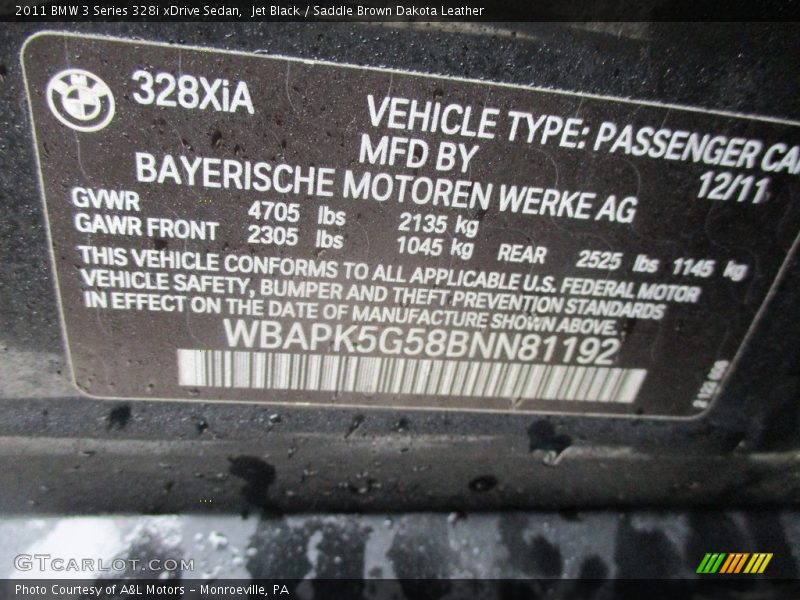 2011 BMW 3 Series 328i xDrive Sedan,  Jet Black / Saddle Brown Dakota Leather
328XiA
VEHICLE TYPE: PASSENGER CAR
MFD BY
12/11
BAYERISCHE MOTOREN WERKE AG
GVWR 4705 lbs 2135 kg
GAWR FRONT 2305 lbs 1045 kg REAR 2525 lbs 1145 kg
THIS VEHICLE CONFORMS TO ALL APPLICABLE U.S. FEDERAL MOTOR
VEHICLE SAFETY, BUMPER AND THEFT PREVENTION STANDARDS
IN EFFECT ON THE DATE OF MANUFACTURE SHOWN ABOVE.
WBAPK5G58BNN81192
GTCarLot.com
Photo Courtesy of A&L Motors – Monroeville, PA